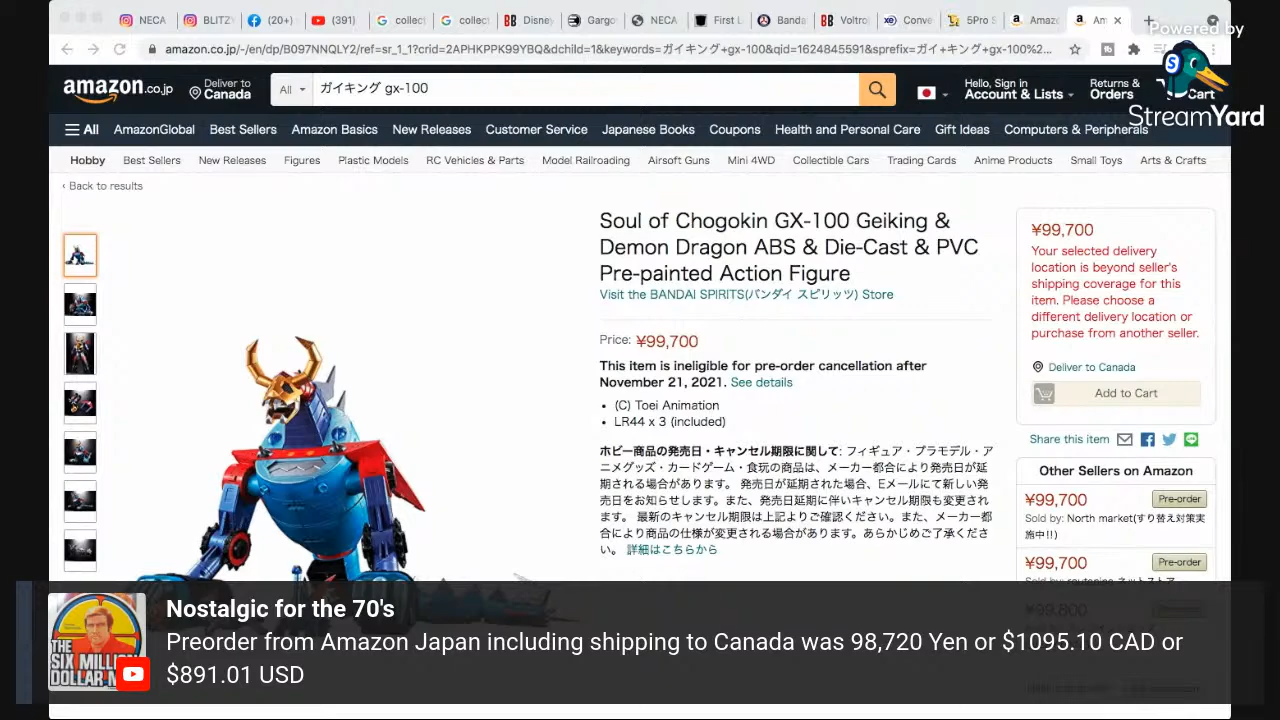 NECA
BLITZ
(20+)
(391)
collect
collect
Disney
Gargo
NECA
First L
Banda
Voltro
Conve
5Pro S
Amaz
Am
Powered by
amazon.co.jp/-/en/dp/B097NNQLY2/ref=sr_1_1?crid=2APHKPPK99YBQ&dchild=1&keywords=ガイキング+gx-100&qid=1624845591&sprefix=ガイ+キング+gx-100%2...
amazon.co.jp
Deliver to
Canada
All
ガイキング gx-100
Hello, Sign in
Account & Lists
Returns &
Orders
Cart
StreamYard
All
AmazonGlobal
Best Sellers
Amazon Basics
New Releases
Customer Service
Japanese Books
Coupons
Health and Personal Care
Gift Ideas
Computers & Peripherals
Hobby
Best Sellers
New Releases
Figures
Plastic Models
RC Vehicles & Parts
Model Railroading
Airsoft Guns
Mini 4WD
Collectible Cars
Trading Cards
Anime Products
Small Toys
Arts & Crafts
‹ Back to results
Soul of Chogokin GX-100 Geiking &
Demon Dragon ABS & Die-Cast & PVC
Pre-painted Action Figure
Visit the BANDAI SPIRITS(バンダイ スピリッツ) Store
Price: ¥99,700
This item is ineligible for pre-order cancellation after
November 21, 2021. See details
• (C) Toei Animation
• LR44 x 3 (included)
ホビー商品の発売日・キャンセル期限に関して: フィギュア・プラモデル・ア
ニメグッズ・カードゲーム・食玩の商品は、メーカー都合により発売日が延
期される場合があります。 発売日が延期された場合、Eメールにて新しい発
売日をお知らせします。また、発売日延期に伴いキャンセル期限も変更され
ます。 最新のキャンセル期限は上記よりご確認ください。また、メーカー都
合により商品の仕様が変更される場合があります。あらかじめご了承くださ
い。 詳細はこちらから
¥99,700
Your selected delivery
location is beyond seller's
shipping coverage for this
item. Please choose a
different delivery location or
purchase from another seller.
Deliver to Canada
Add to Cart
Share this item
Other Sellers on Amazon
¥99,700
Pre-order
Sold by: North market(すり替え対策実
施中!!)
¥99,700
Pre-order
¥99,800
THE
SIX MILLI
DOLLAR M
Nostalgic for the 70's
Preorder from Amazon Japan including shipping to Canada was 98,720 Yen or $1095.10 CAD or
$891.01 USD